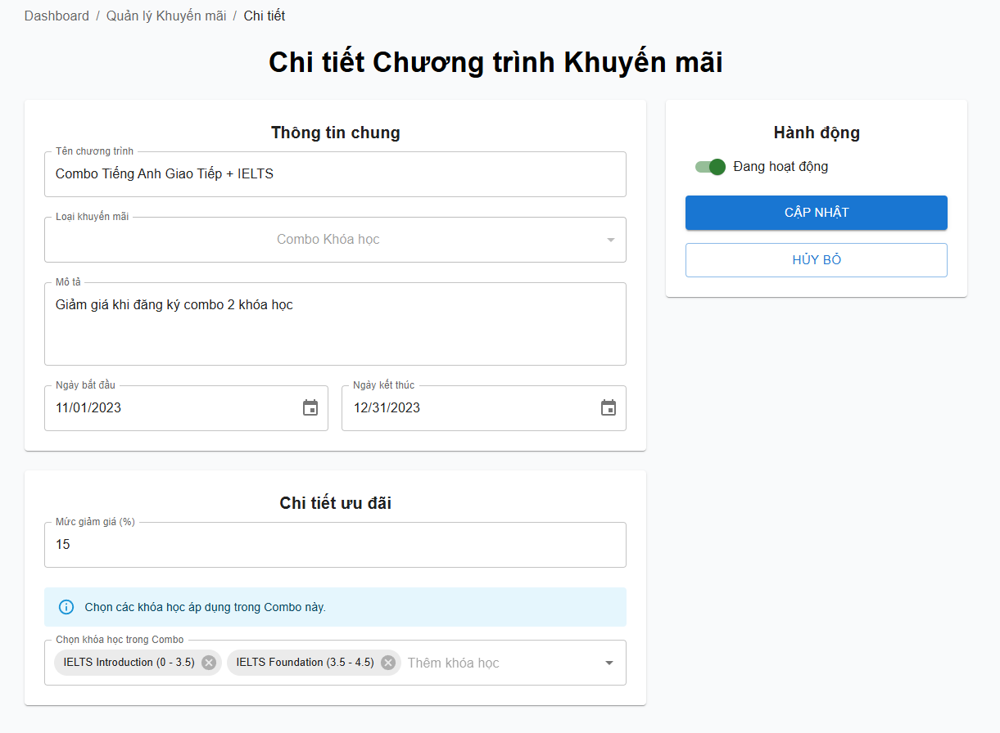 Dashboard / Quản lý Khuyến mãi / Chi tiết
Chi tiết Chương trình Khuyến mãi
Thông tin chung
Tên chương trình
Combo Tiếng Anh Giao Tiếp + IELTS
Loại khuyến mãi
Combo Khóa học
Mô tả
Giảm giá khi đăng ký combo 2 khóa học
Ngày bắt đầu
11/01/2023
Ngày kết thúc
12/31/2023
Chi tiết ưu đãi
Mức giảm giá (%)
15
Chọn các khóa học áp dụng trong Combo này.
Chọn khóa học trong Combo
IELTS Introduction (0 - 3.5) IELTS Foundation (3.5 - 4.5) Thêm khóa học
Hành động
Đang hoạt động
CẬP NHẬT
HỦY BỎ